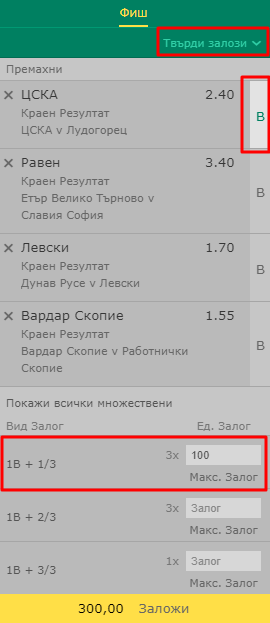 Фиш
Твърди залози
Премахни
ЦСКА 2.40
Краен Резултат
ЦСКА v Лудогорец
B
Равен 3.40
Краен Резултат
Етър Велико Търново v
Славия София
B
Левски 1.70
Краен Резултат
Дунав Русе v Левски
B
Вардар Скопие 1.55
Краен Резултат
Вардар Скопие v Работнички
Скопие
B
Покажи всички множествени
Вид Залог Ед. Залог
1B + 1/3 3x 100
Макс. Залог
1B + 2/3 3x Залог
Макс. Залог
1B + 3/3 1x Залог
Макс. Залог
300,00 Заложи